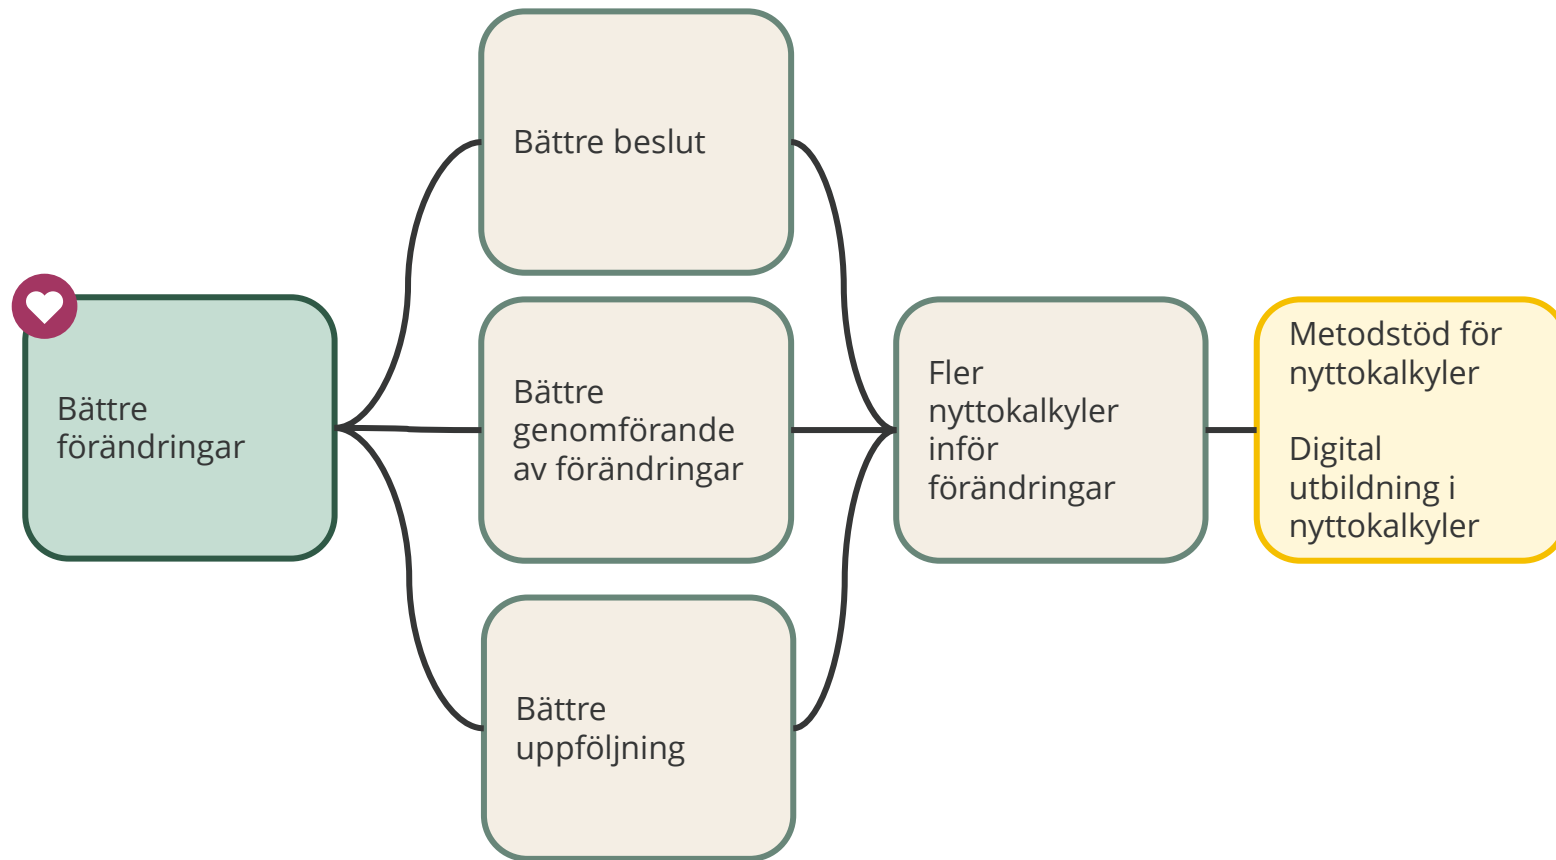 Bättre
förändringar
Bättre beslut
Bättre
genomförande
av förändringar
Bättre
uppföljning
Fler
nyttokalkyler
inför
förändringar
Metodstöd för
nyttokalkyler
Digital
utbildning i
nyttokalkyler